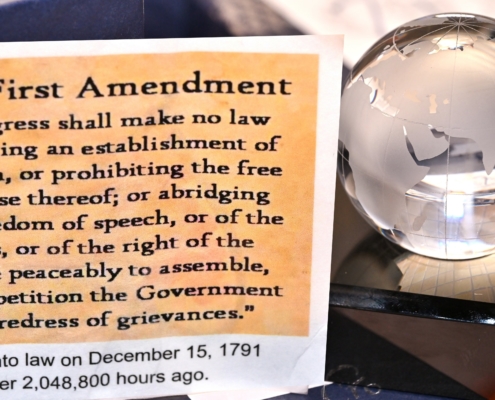 First Amendment
gress shall make no law
ing an establishment of
, or prohibiting the free
se thereof; or abridging
edom of speech, or of the
, or of the right of the
peaceably to assemble,
petition the Government
redress of grievances."
nto law on December 15, 1791
er 2,048,800 hours ago.